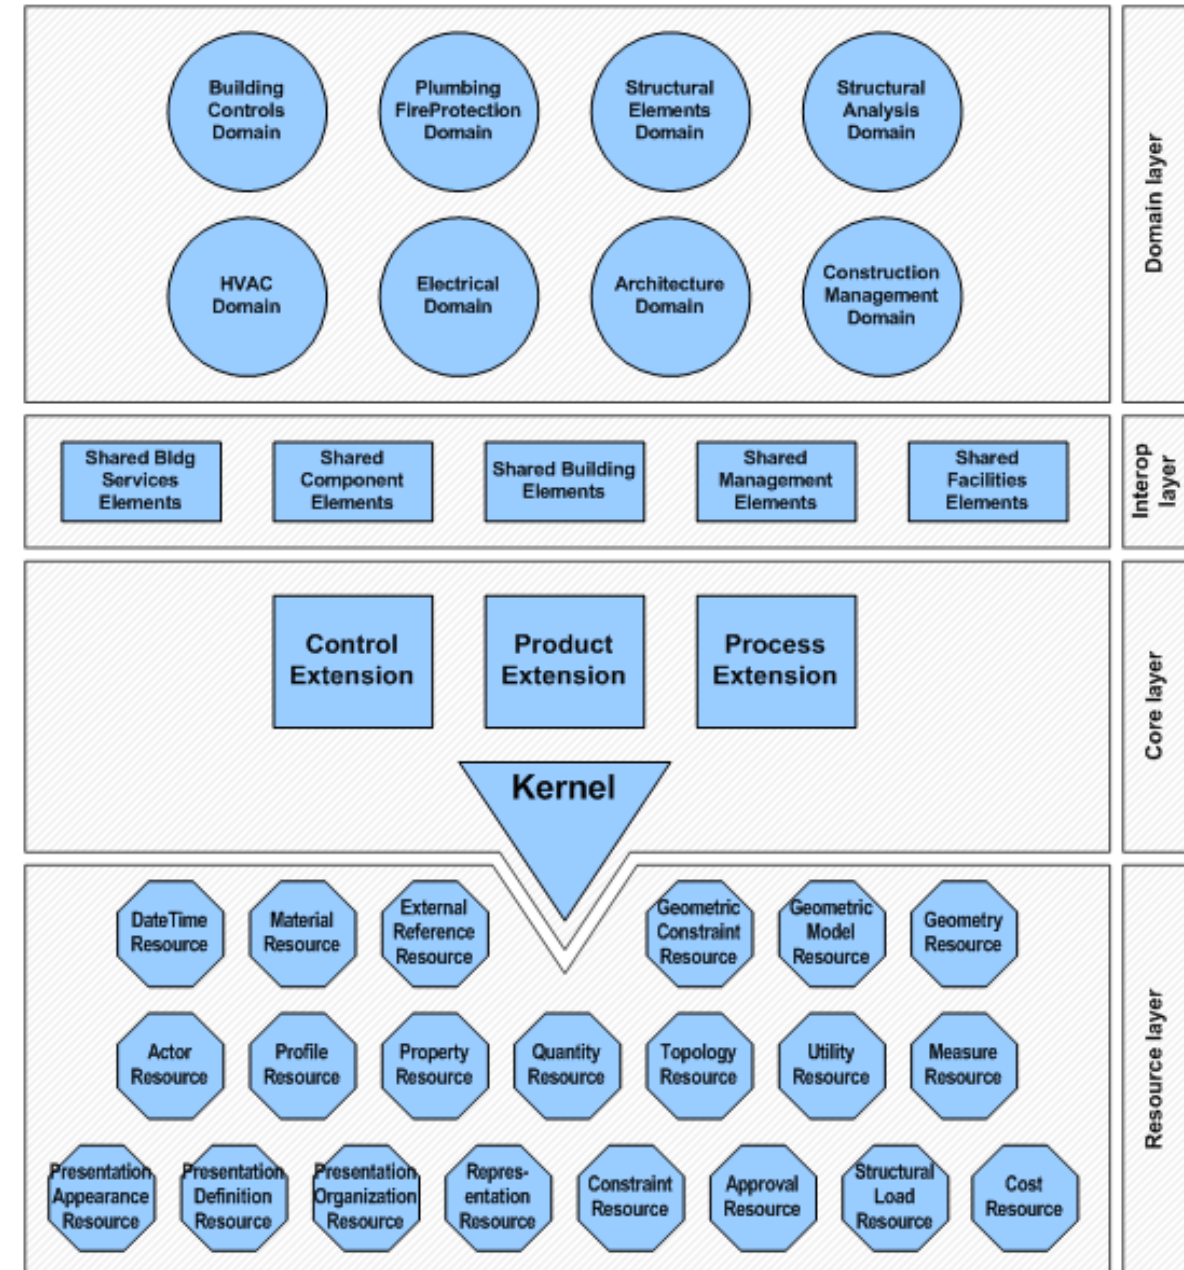 Building
Controls
Domain
Plumbing
FireProtection
Domain
Structural
Elements
Domain
Structural
Analysis
Domain
HVAC
Domain
Electrical
Domain
Architecture
Domain
Construction
Management
Domain
Domain layer
Shared Bldg
Services
Elements
Shared
Component
Elements
Shared Building
Elements
Shared
Management
Elements
Shared
Facilities
Elements
Interop
layer
Control
Extension
Product
Extension
Process
Extension
Kernel
Core layer
DateTime
Resource
Material
Resource
External
Reference
Resource
Geometric
Constraint
Resource
Geometric
Model
Resource
Geometry
Resource
Actor
Resource
Profile
Resource
Property
Resource
Quantity
Resource
Topology
Resource
Utility
Resource
Measure
Resource
Presentation
Appearance
Resource
Presentation
Definition
Resource
Presentation
Organization
Resource
Repres-
entation
Resource
Constraint
Resource
Approval
Resource
Structural
Load
Resource
Cost
Resource
Resource layer